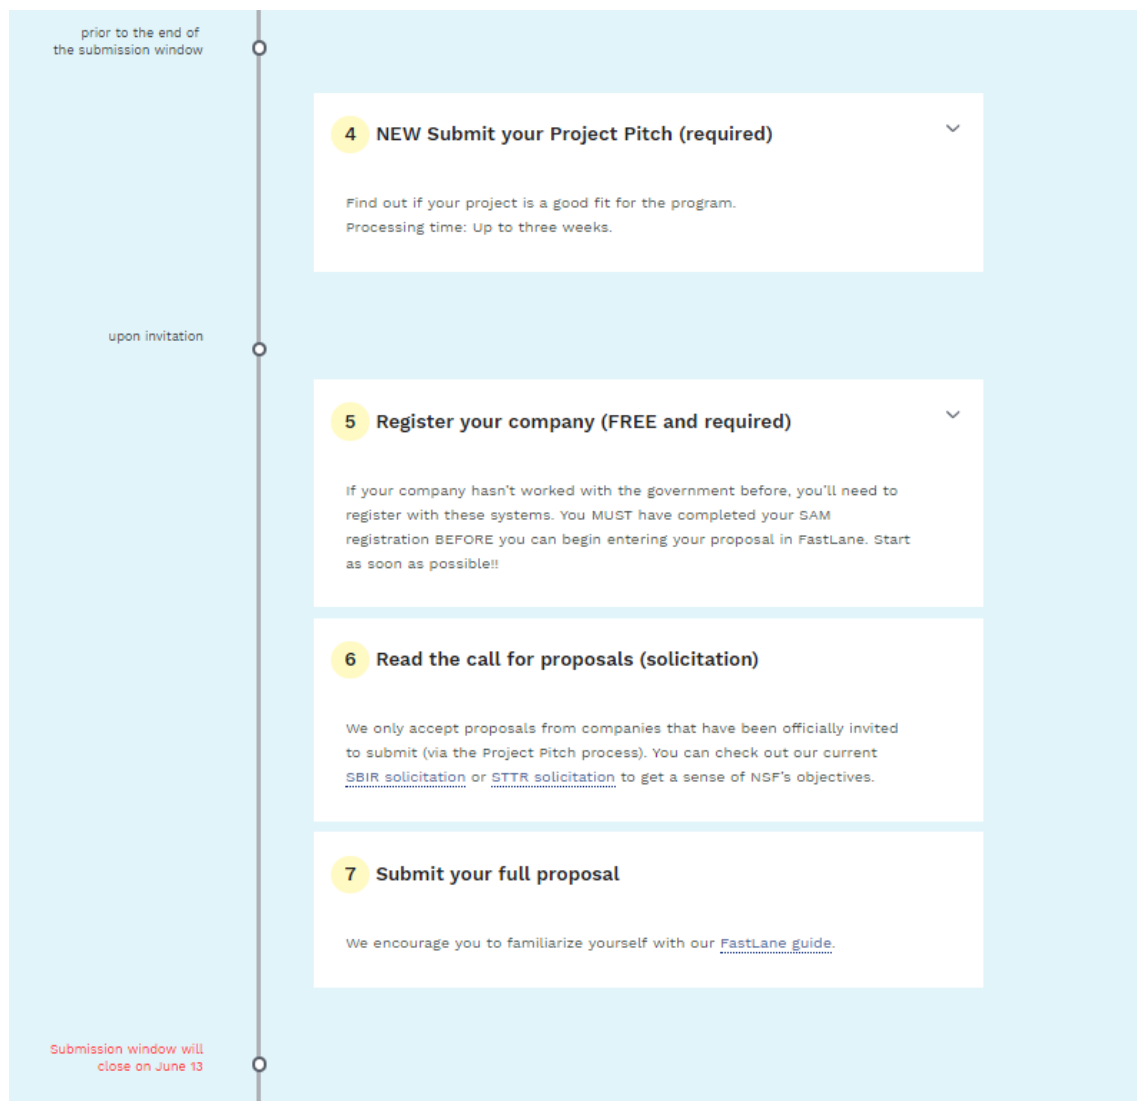 prior to the end of
the submission window
4 NEW Submit your Project Pitch (required)
Find out if your project is a good fit for the program.
Processing time: Up to three weeks.
upon invitation
5 Register your company (FREE and required)
If your company hasn't worked with the government before, you'll need to
register with these systems. You MUST have completed your SAM
registration BEFORE you can begin entering your proposal in FastLane. Start
as soon as possible!!
6 Read the call for proposals (solicitation)
We only accept proposals from companies that have been officially invited
to submit (via the Project Pitch process). You can check out our current
SBIR solicitation or STTR solicitation to get a sense of NSF's objectives.
7 Submit your full proposal
We encourage you to familiarize yourself with our FastLane guide.
Submission window will
close on June 13